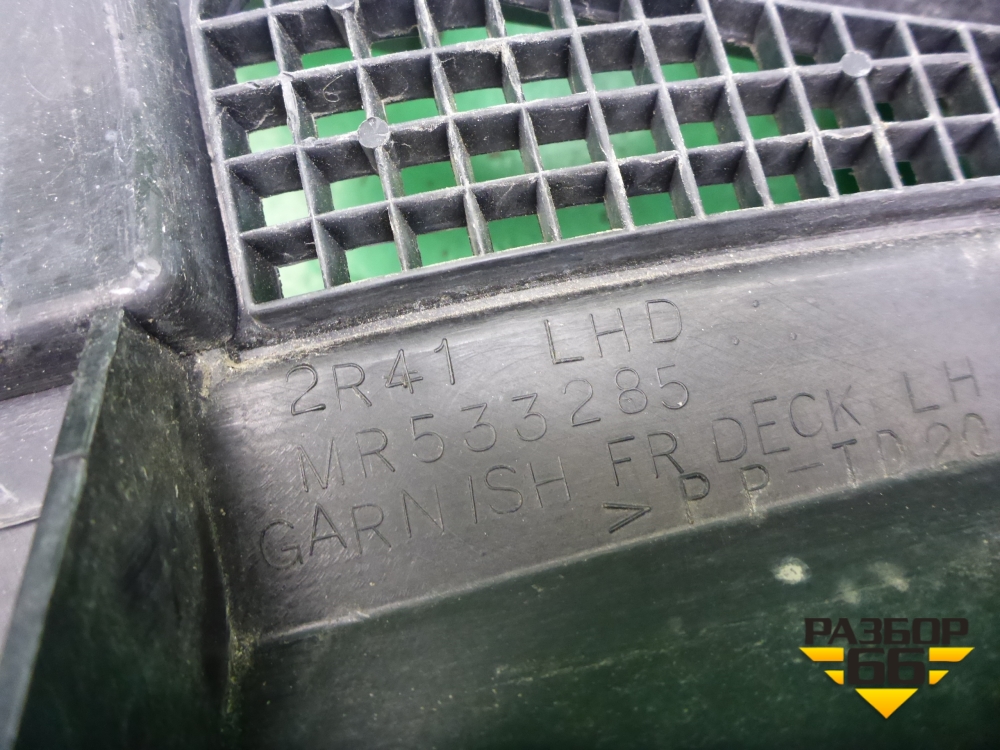 2R41 LHD
MR533285
GARNISH FR DECK LH
>PP-TD20
РАЗБОР
66